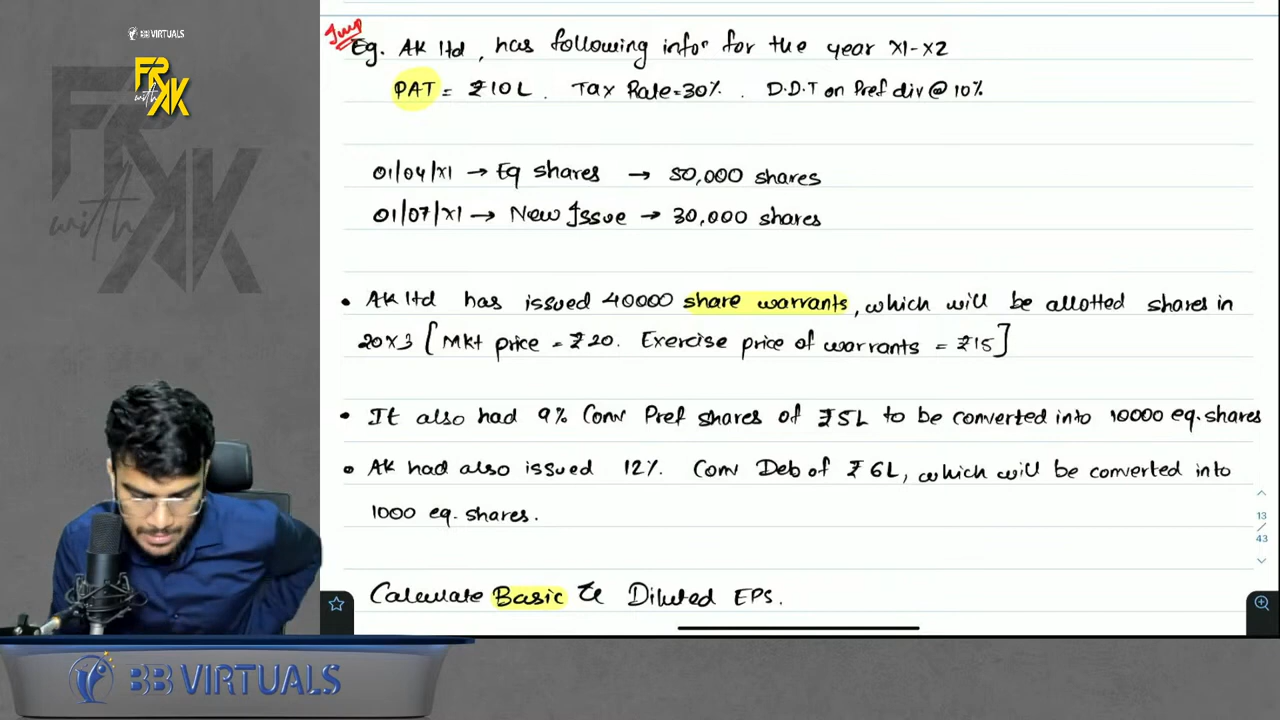 BB VIRTUALS
FR
with
AK
FR
with
AK
Imp
Eg. AK ltd, has following infoʳ for the year X1-X2
PAT = ₹10L. Tax Rate=30%. D.D.T on Pref div@ 10%
01/04/X1 → Eq shares → 50,000 shares
01/07/X1 → New Issue → 30,000 shares
• AK ltd has issued 40000 share warrants, which will be allotted shares in
20X3 [Mkt price = ₹20. Exercise price of warrants = ₹15]
• It also had 9% Conv Pref shares of ₹5L to be converted into 10000 eq.shares
• AK had also issued 12% Conv Deb of ₹6L, which will be converted into
1000 eq.shares.
Calculate Basic & Diluted EPS.
13
/
43
BB VIRTUALS